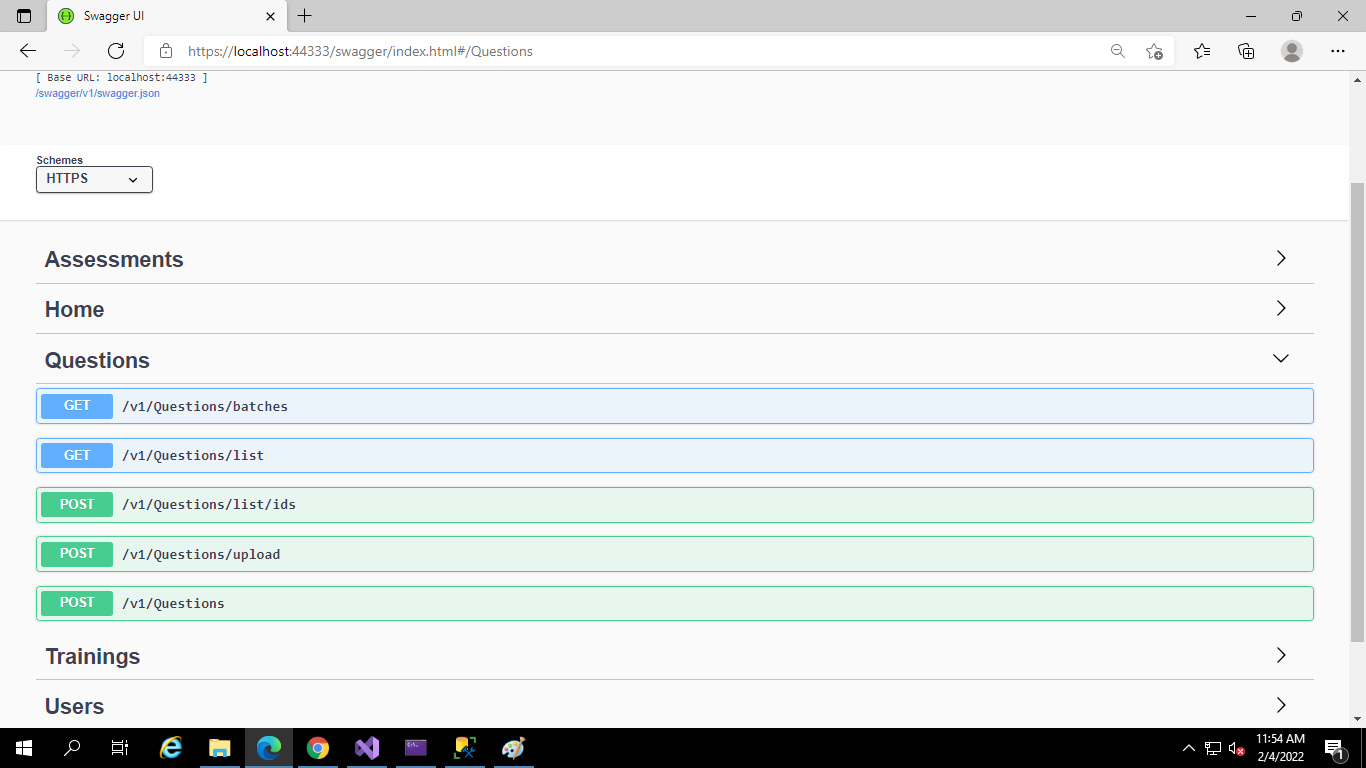 Swagger UI
https://localhost:44333/swagger/index.html#/Questions
[ Base URL: localhost:44333 ]
/swagger/v1/swagger.json
Schemes
HTTPS
Assessments
Home
Questions
GET /v1/Questions/batches
GET /v1/Questions/list
POST /v1/Questions/list/ids
POST /v1/Questions/upload
POST /v1/Questions
Trainings
Users
11:54 AM
2/4/2022
1